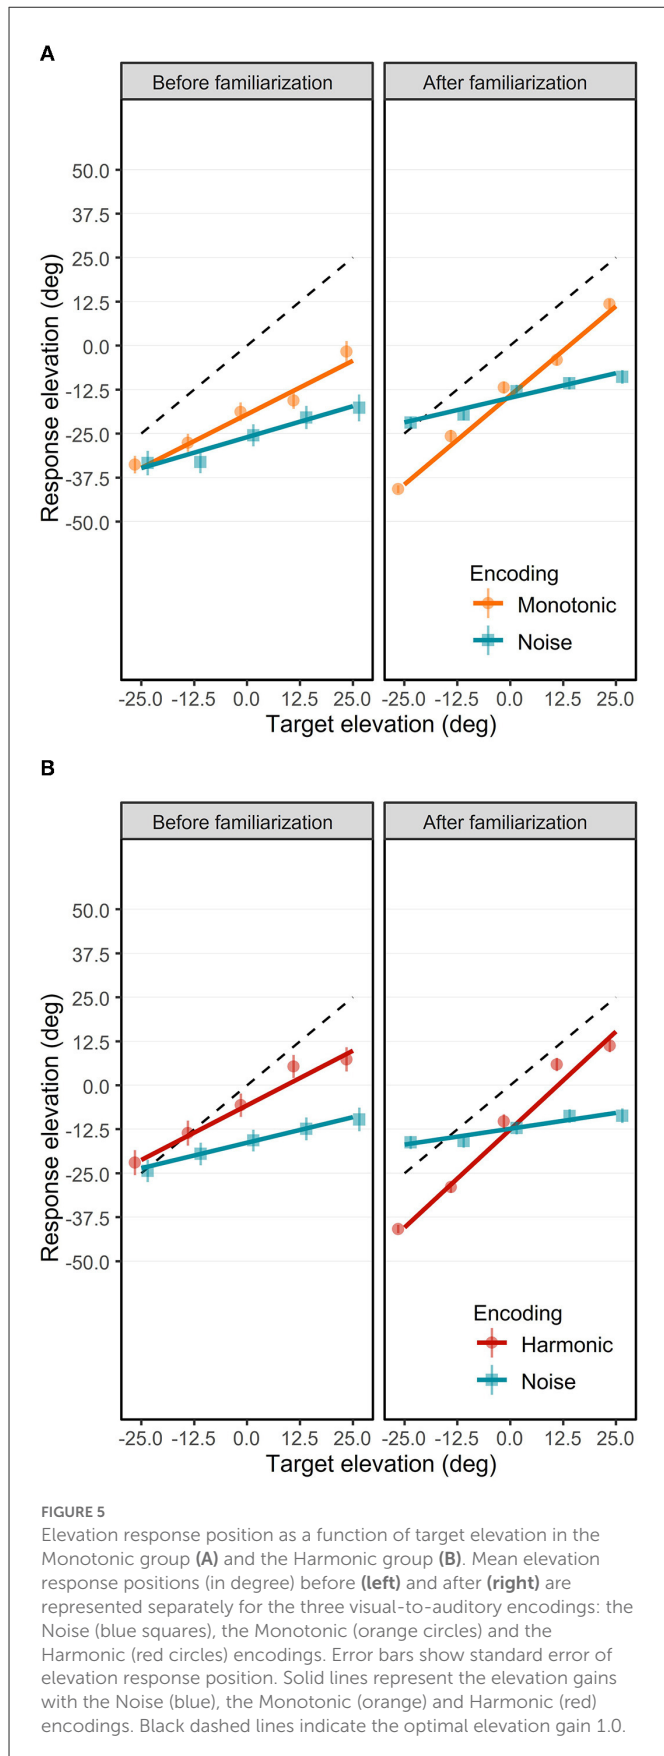 A
Before familiarization
After familiarization
Response elevation (deg)
50.0
37.5
25.0
12.5
0.0
-12.5
-25.0
-37.5
-50.0
Encoding
Monotonic
Noise
-25.0 -12.5 0.0 12.5 25.0
-25.0 -12.5 0.0 12.5 25.0
Target elevation (deg)
B
Before familiarization
After familiarization
Response elevation (deg)
50.0
37.5
25.0
12.5
0.0
-12.5
-25.0
-37.5
-50.0
Encoding
Harmonic
Noise
-25.0 -12.5 0.0 12.5 25.0
-25.0 -12.5 0.0 12.5 25.0
Target elevation (deg)
FIGURE 5
Elevation response position as a function of target elevation in the
Monotonic group (A) and the Harmonic group (B). Mean elevation
response positions (in degree) before (left) and after (right) are
represented separately for the three visual-to-auditory encodings: the
Noise (blue squares), the Monotonic (orange circles) and the
Harmonic (red circles) encodings. Error bars show standard error of
elevation response position. Solid lines represent the elevation gains
with the Noise (blue), the Monotonic (orange) and Harmonic (red)
encodings. Black dashed lines indicate the optimal elevation gain 1.0.